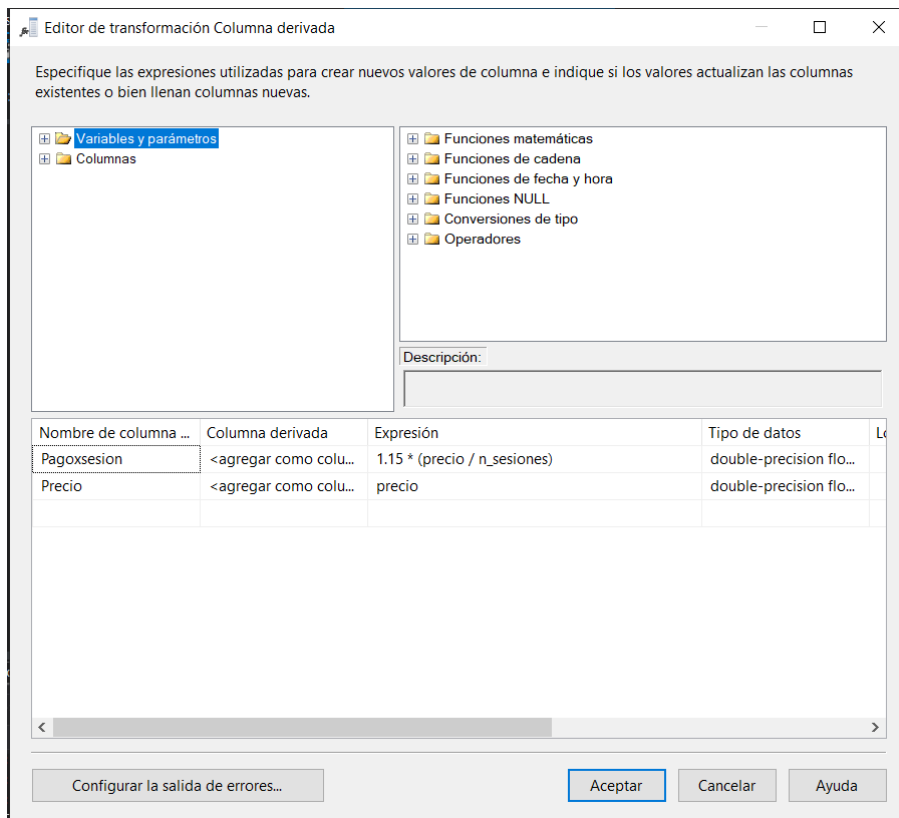 Editor de transformación Columna derivada
Especifique las expresiones utilizadas para crear nuevos valores de columna e indique si los valores actualizan las columnas
existentes o bien llenan columnas nuevas.
Variables y parámetros
Columnas
Funciones matemáticas
Funciones de cadena
Funciones de fecha y hora
Funciones NULL
Conversiones de tipo
Operadores
Descripción:
Nombre de columna ... Columna derivada Expresión Tipo de datos
Pagoxsesion <agregar como colu... 1.15 * (precio / n_sesiones) double-precision flo...
Precio <agregar como colu... precio double-precision flo...
Configurar la salida de errores... Aceptar Cancelar Ayuda